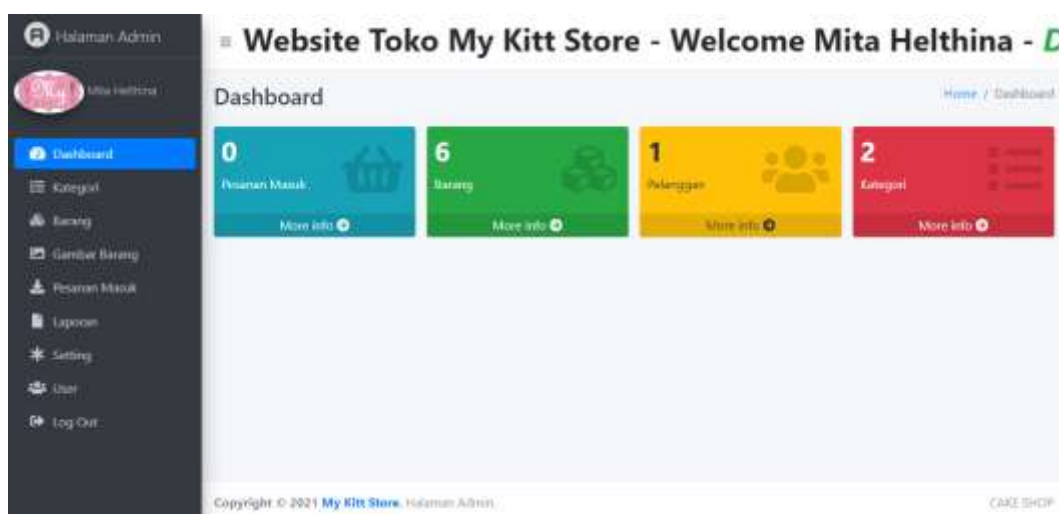 Halaman Admin
Website Toko My Kitt Store - Welcome Mita Helthina - D
My Mita Helthina
Dashboard
Home / Dashboard
Dashboard
Kategori
Barang
Gambar Barang
Pesanan Masuk
Laporan
Setting
User
Log Out
0
Pesanan Masuk
More info
6
Barang
More info
1
Pelanggan
More info
2
Kategori
More info
Copyright © 2021 My Kitt Store. Halaman Admin.
CAKE SHOP